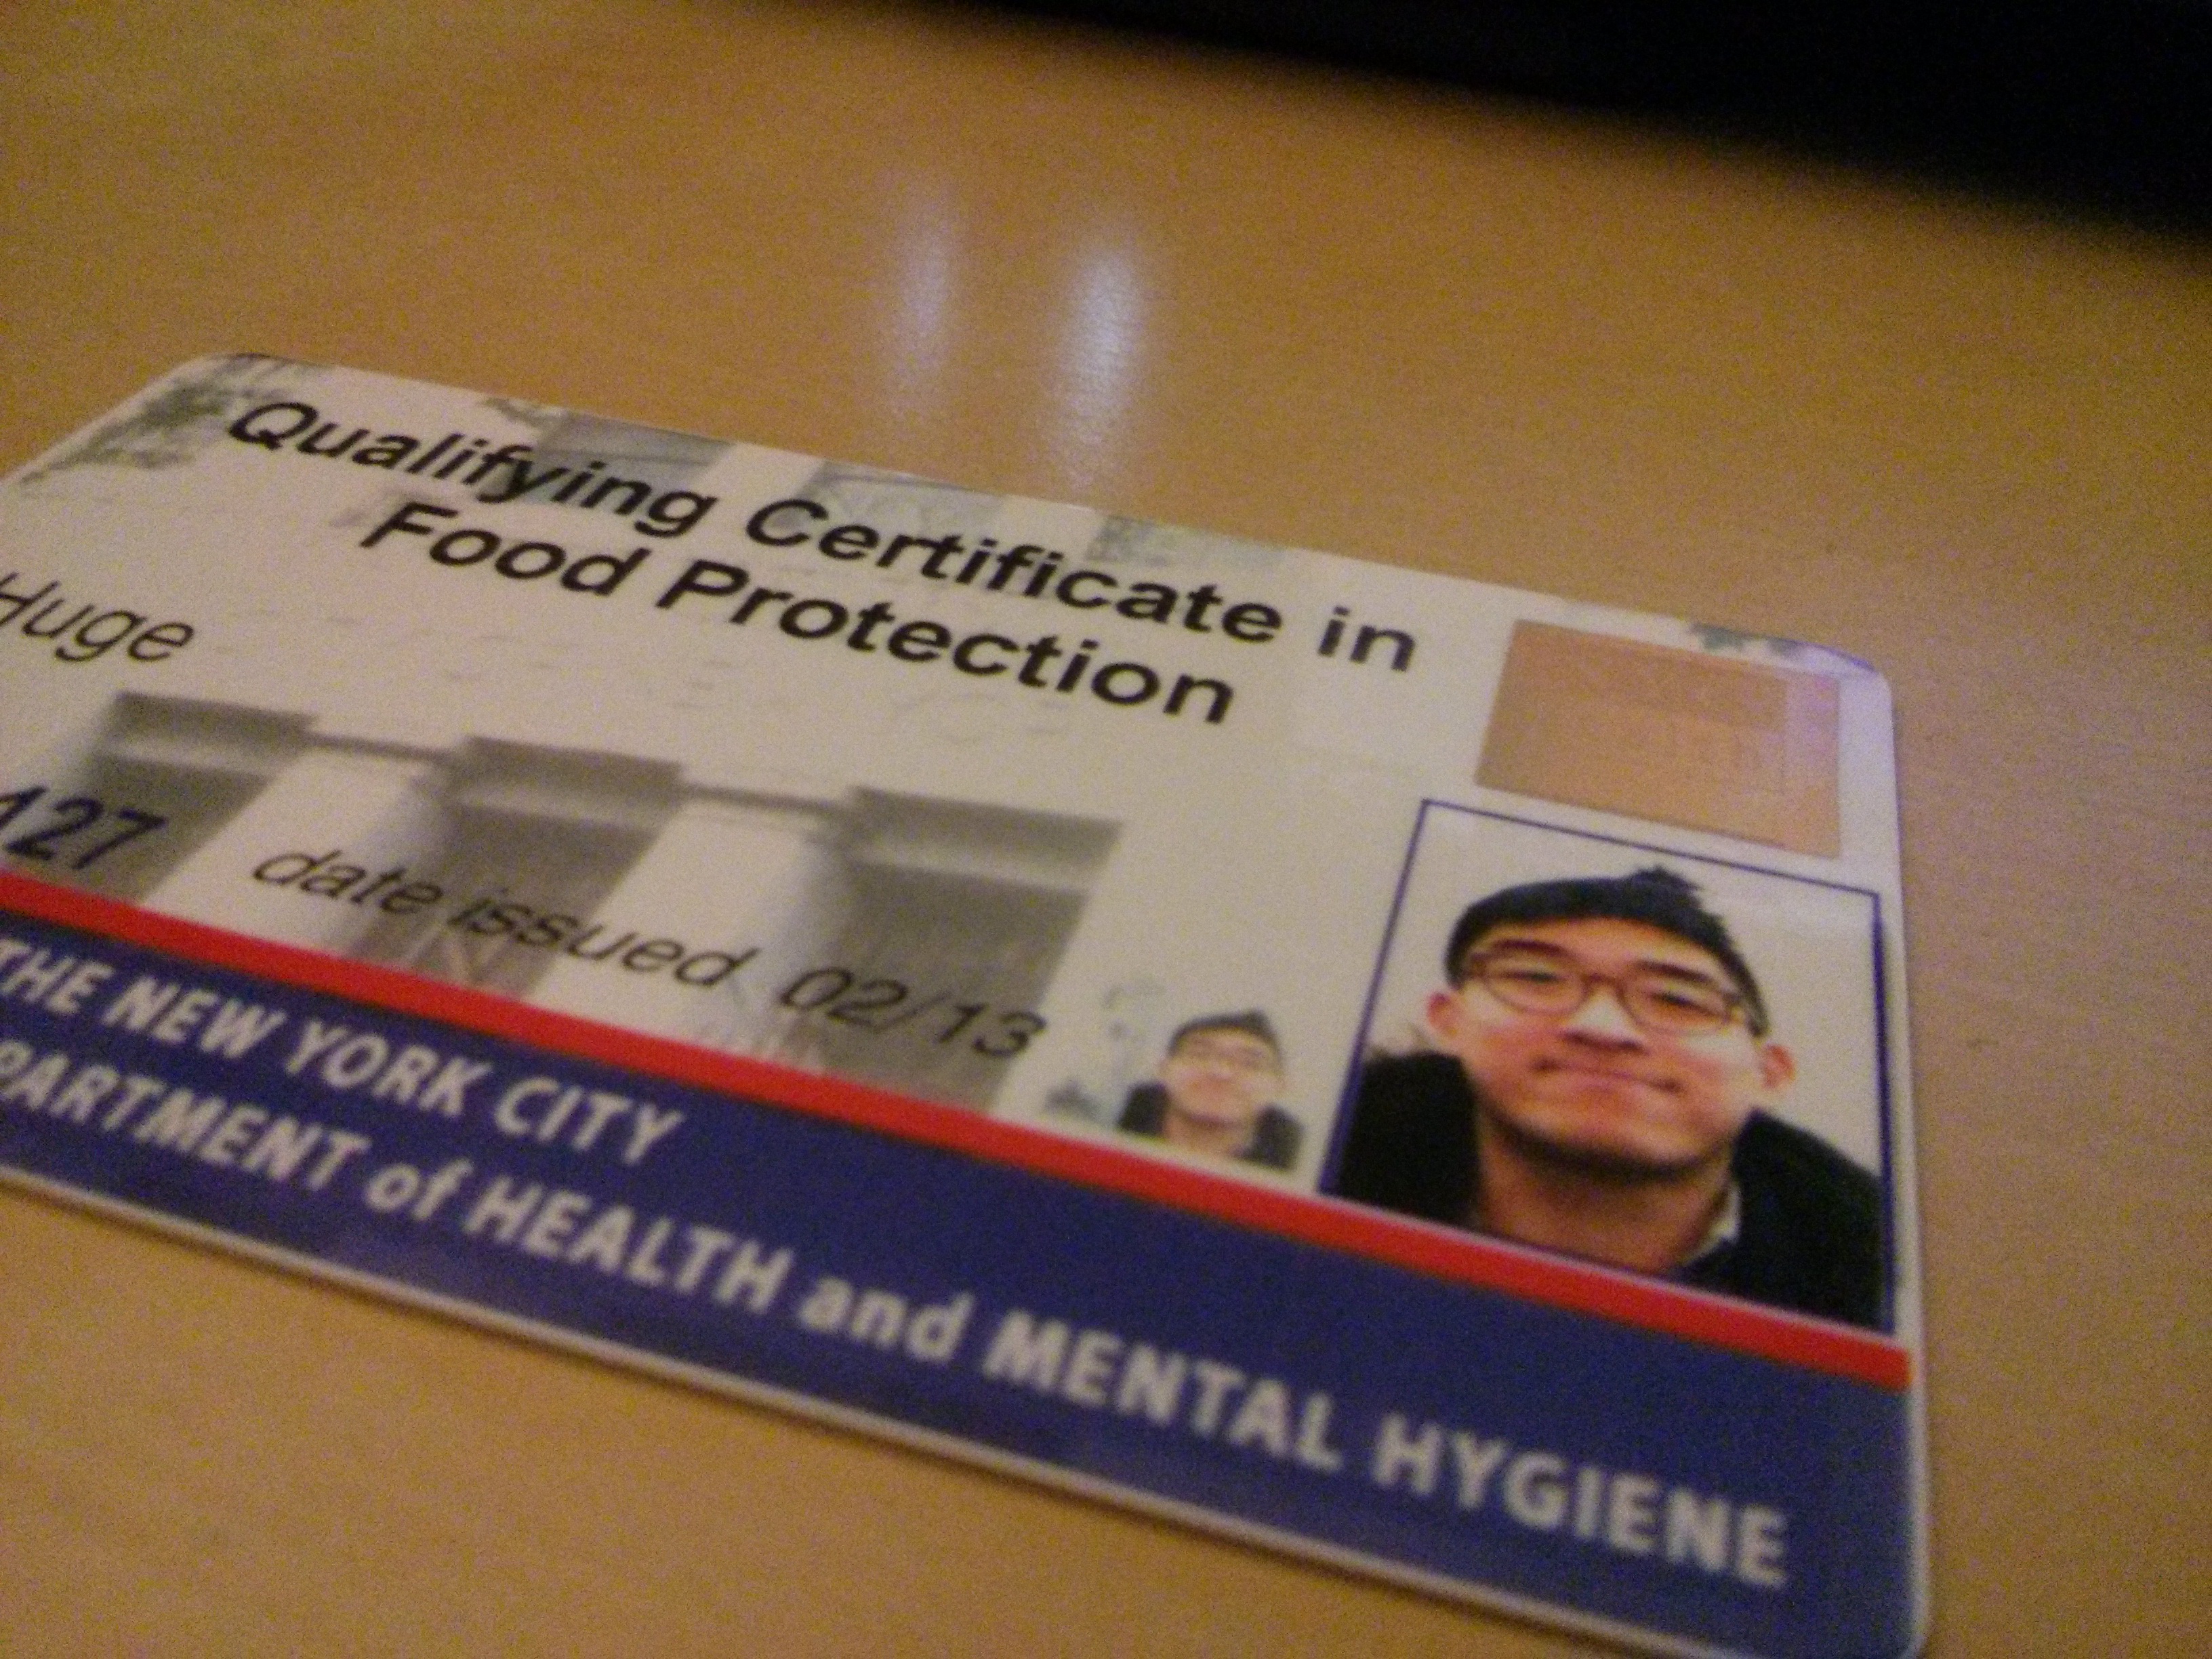 Qualifying Certificate in
Food Protection
Huge
127 date issued 02/13
THE NEW YORK CITY
PARTMENT of HEALTH and MENTAL HYGIENE